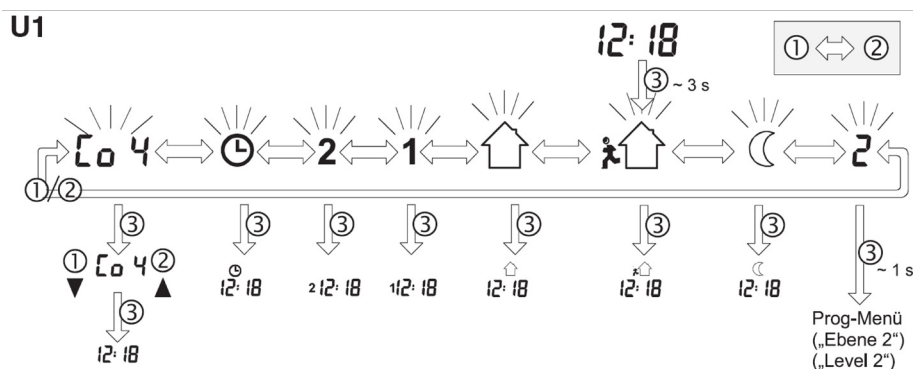 U1
12:18
① ⇔ ②
③ ~ 3 s
Co 4 2 1 2
①/②
③ ③ ③ ③ ③ ③ ③ ③
~ 1 s
① Co 4 ②
12:18 2 12:18 1 12:18 12:18 12:18 12:18
③
12:18
Prog-Menü
(„Ebene 2“)
(„Level 2“)